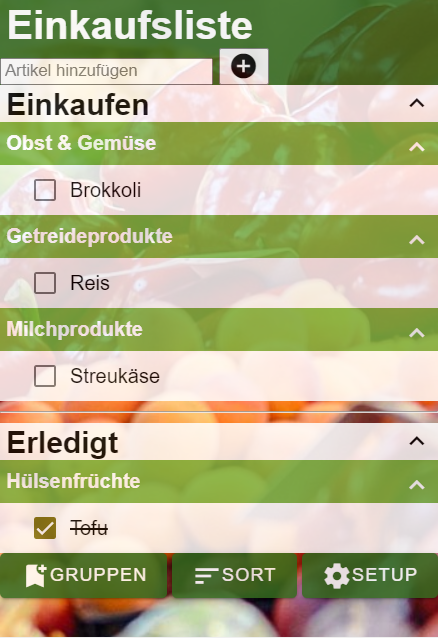 Einkaufsliste
Artikel hinzufügen
Einkaufen
Obst & Gemüse
Brokkoli
Getreideprodukte
Reis
Milchprodukte
Streukäse
Erledigt
Hülsenfrüchte
Tofu
GRUPPEN SORT SETUP